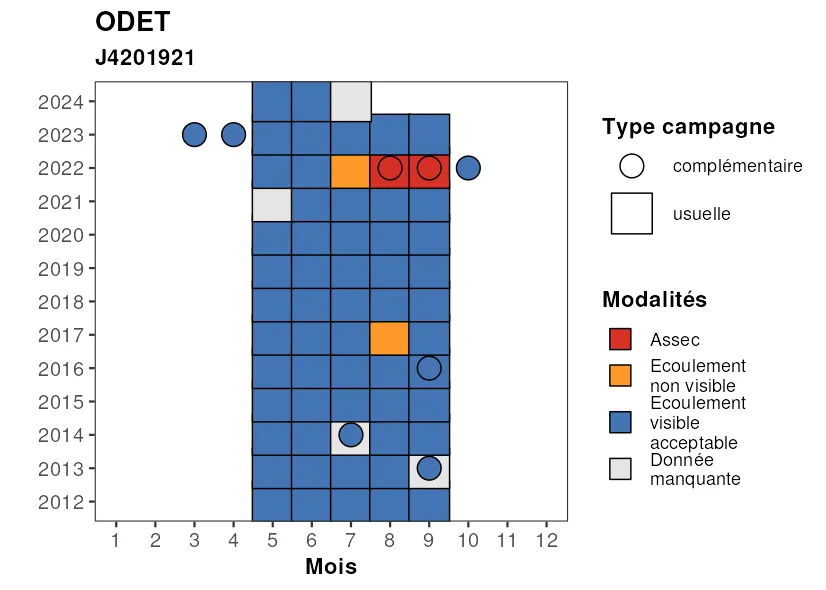 ODET
J4201921
2024
2023
2022
2021
2020
2019
2018
2017
2016
2015
2014
2013
2012
1 2 3 4 5 6 7 8 9 10 11 12
Mois
Type campagne
complémentaire
usuelle
Modalités
Assec
Ecoulement
non visible
Ecoulement
visible
acceptable
Donnée
manquante